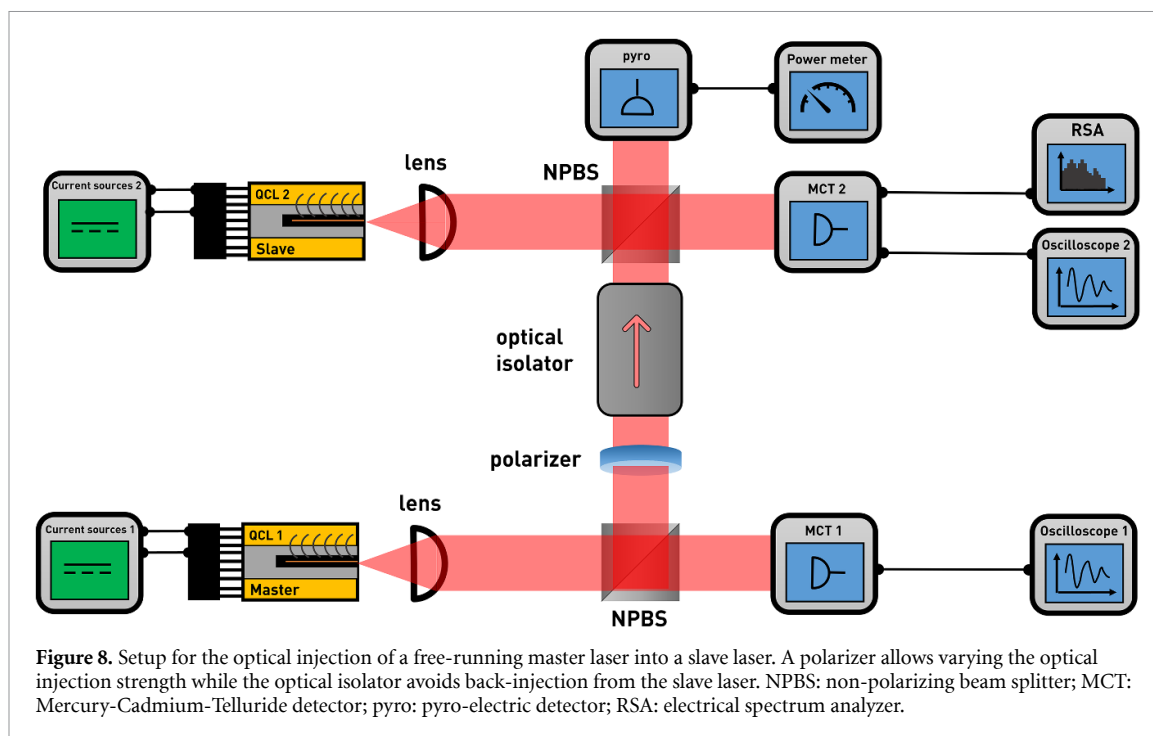 pyro
Power meter
RSA
lens
NPBS
Current sources 2
QCL 2
MCT 2
Slave
Oscilloscope 2
optical
isolator
polarizer
lens
Current sources 1
QCL 1
MCT 1
Oscilloscope 1
Master
NPBS
Figure 8. Setup for the optical injection of a free-running master laser into a slave laser. A polarizer allows varying the optical
injection strength while the optical isolator avoids back-injection from the slave laser. NPBS: non-polarizing beam splitter; MCT:
Mercury-Cadmium-Telluride detector; pyro: pyro-electric detector; RSA: electrical spectrum analyzer.